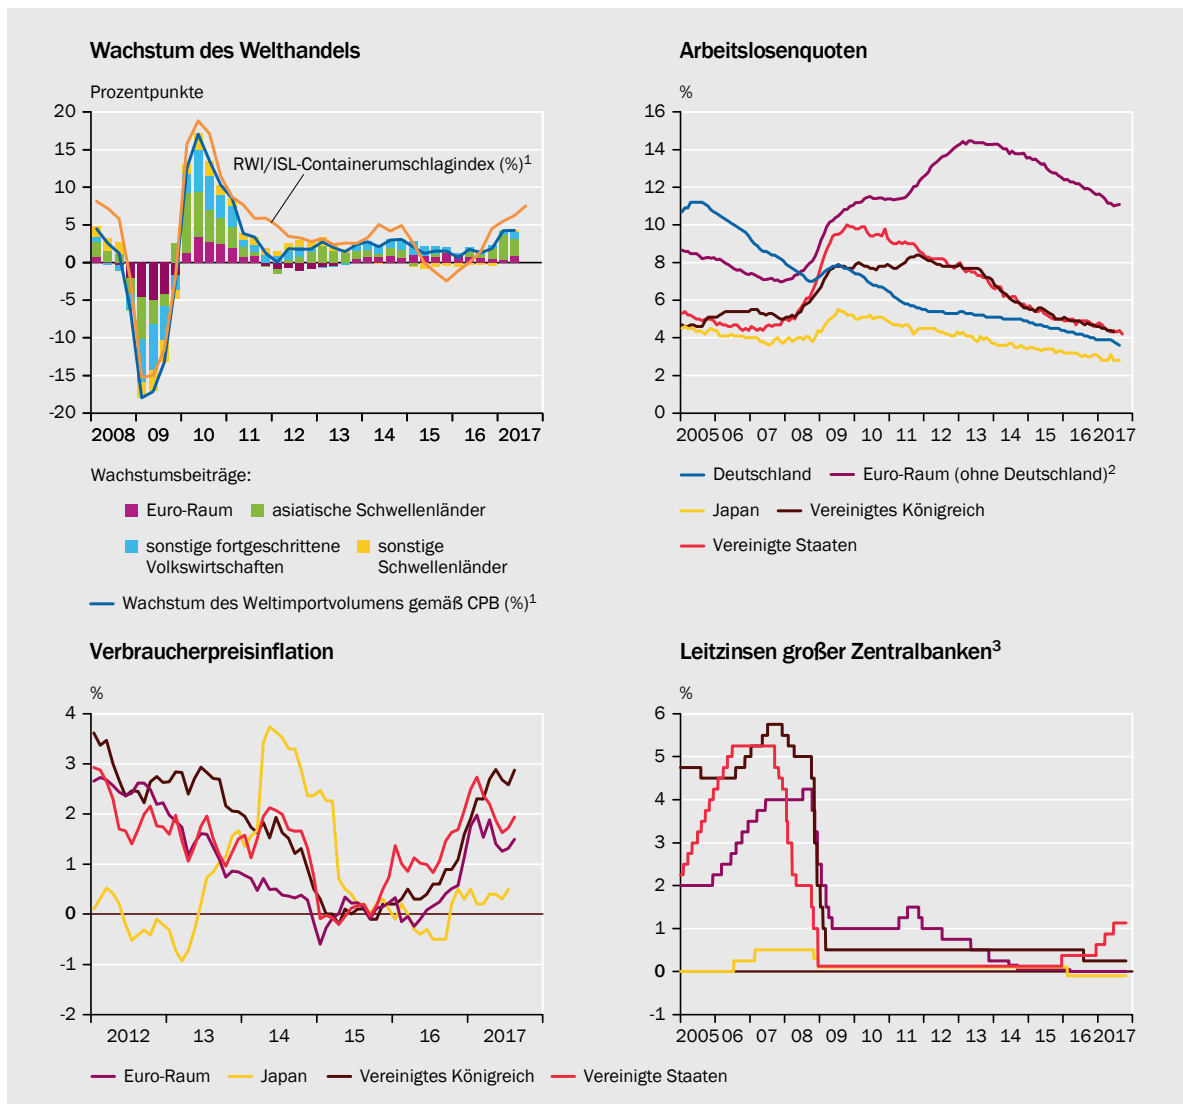 Wachstum des Welthandels
Prozentpunkte
20
15
10
5
0
-5
-10
-15
-20
RWI/ISL-Containerumschlagindex (%)1
2008 09 10 11 12 13 14 15 16 2017
Wachstumsbeiträge:
Euro-Raum asiatische Schwellenländer
sonstige fortgeschrittene Volkswirtschaften
sonstige Schwellenländer
Wachstum des Weltimportvolumens gemäß CPB (%)1
Arbeitslosenquoten
%
16
14
12
10
8
6
4
2
0
2005 06 07 08 09 10 11 12 13 14 15 16 2017
Deutschland Euro-Raum (ohne Deutschland)2
Japan Vereinigtes Königreich
Vereinigte Staaten
Verbraucherpreisinflation
%
4
3
2
1
0
-1
-2
2012 13 14 15 16 2017
Leitzinsen großer Zentralbanken3
%
6
5
4
3
2
1
0
-1
2005 06 07 08 09 10 11 12 13 14 15 16 2017
Euro-Raum Japan Vereinigtes Königreich Vereinigte Staaten